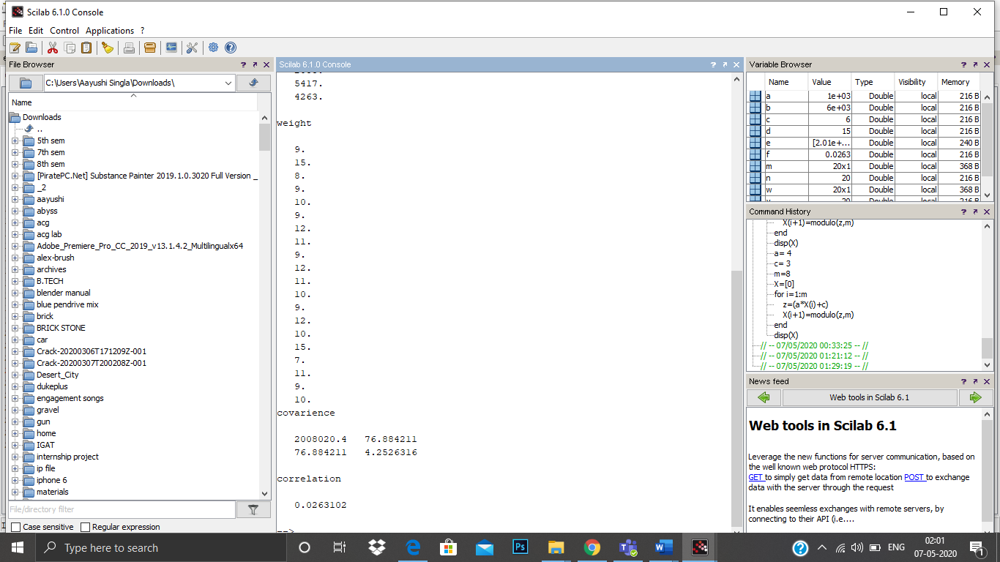 Scilab 6.1.0 Console
File Edit Control Applications ?
File Browser
C:\Users\Aayushi Singla\Downloads\
Name
Downloads
..
5th sem
7th sem
8th sem
[PiratePC.Net] Substance Painter 2019.1.0.3020 Full Version _
_2
aayushi
abyss
acg
acg lab
Adobe_Premiere_Pro_CC_2019_v13.1.4.2_Multilingualx64
alex-brush
archives
B.TECH
blender manual
blue pendrive mix
brick
BRICK STONE
car
Crack-20200306T171209Z-001
Crack-20200307T200208Z-001
Desert_City
dukeplus
engagement songs
gravel
gun
home
IGAT
internship project
ip file
iphone 6
materials
File/directory filter
Case sensitive Regular expression
Scilab 6.1.0 Console
5417.
4263.
weight
9.
15.
8.
9.
10.
9.
12.
11.
9.
12.
11.
10.
9.
12.
10.
15.
7.
11.
9.
10.
covarience
2008020.4 76.884211
76.884211 4.2526316
correlation
0.0263102
-->
Variable Browser
Name Value Type Visibility Memory
a 1e+03 Double local 216 B
b 6e+03 Double local 216 B
c 6 Double local 216 B
d 15 Double local 216 B
e [2.01e+... Double local 240 B
f 0.0263 Double local 216 B
m 20x1 Double local 368 B
n 20 Double local 216 B
w 20x1 Double local 368 B
20 Double local 216 B
Command History
X(i+1)=modulo(z,m)
end
disp(X)
a= 4
c= 3
m=8
X=[0]
for i=1:m
z=(a*X(i)+c)
X(i+1)=modulo(z,m)
end
disp(X)
// -- 07/05/2020 00:33:25 -- //
// -- 07/05/2020 01:21:12 -- //
// -- 07/05/2020 01:29:19 -- //
News feed
Web tools in Scilab 6.1
Web tools in Scilab 6.1
Leverage the new functions for server communication, based on
the well known web protocol HTTPS:
GET to simply get data from remote location POST to exchange
data with the server through the request
It enables seemless exchanges with remote servers, by
connecting to their API (i.e....
Type here to search
Ps
ENG
02:01
07-05-2020
1